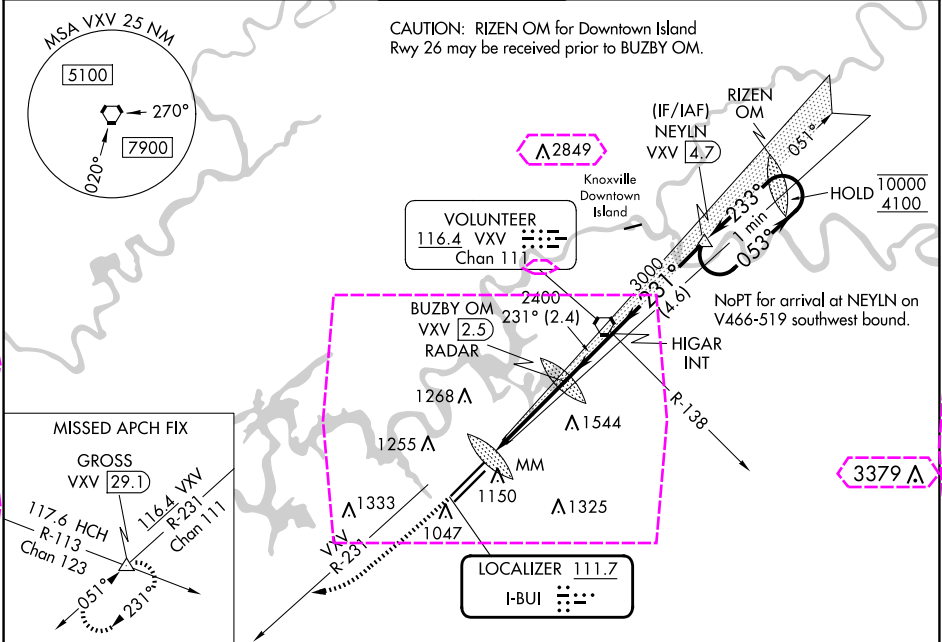 MSA VXV 25 NM
5100
270°
7900
020°
CAUTION: RIZEN OM for Downtown Island
Rwy 26 may be received prior to BUZBY OM.
2849
(IF/IAF)
NEYLN
VXV 4.7
RIZEN
OM
051°
Knoxville
Downtown
Island
HOLD 10000
4100
233°
1 min
053°
VOLUNTEER
116.4 VXV
Chan 111
3000
231°
(4.6)
NoPT for arrival at NEYLN on
V466-519 southwest bound.
2400
231° (2.4)
BUZBY OM
VXV 2.5
RADAR
HIGAR
INT
R-138
1268
1544
1255
MM
1150
1333
1047
1325
3379
VXV
R-231
LOCALIZER 111.7
I-BUI
MISSED APCH FIX
GROSS
VXV 29.1
117.6 HCH
R-113
Chan 123
116.4 VXV
R-231
Chan 111
051°
231°